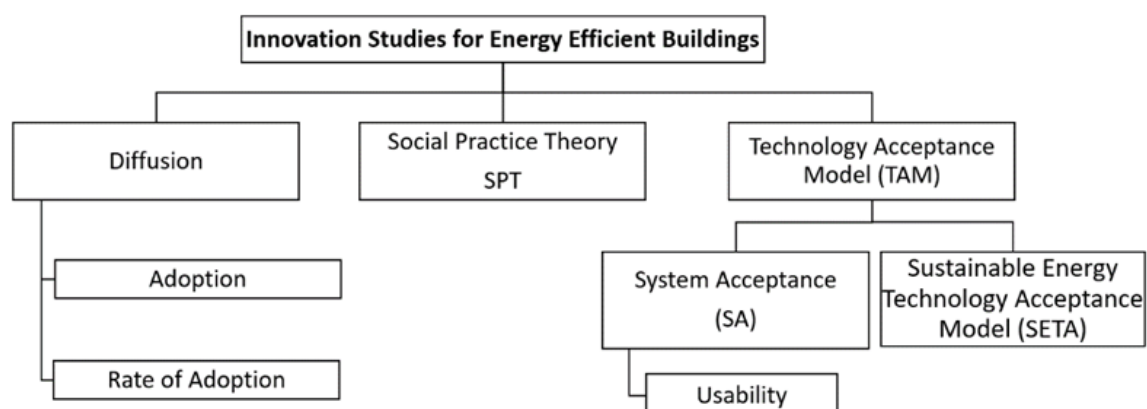 Innovation Studies for Energy Efficient Buildings
Diffusion
Social Practice Theory
SPT
Technology Acceptance
Model (TAM)
Adoption
Rate of Adoption
System Acceptance
(SA)
Sustainable Energy
Technology Acceptance
Model (SETA)
Usability